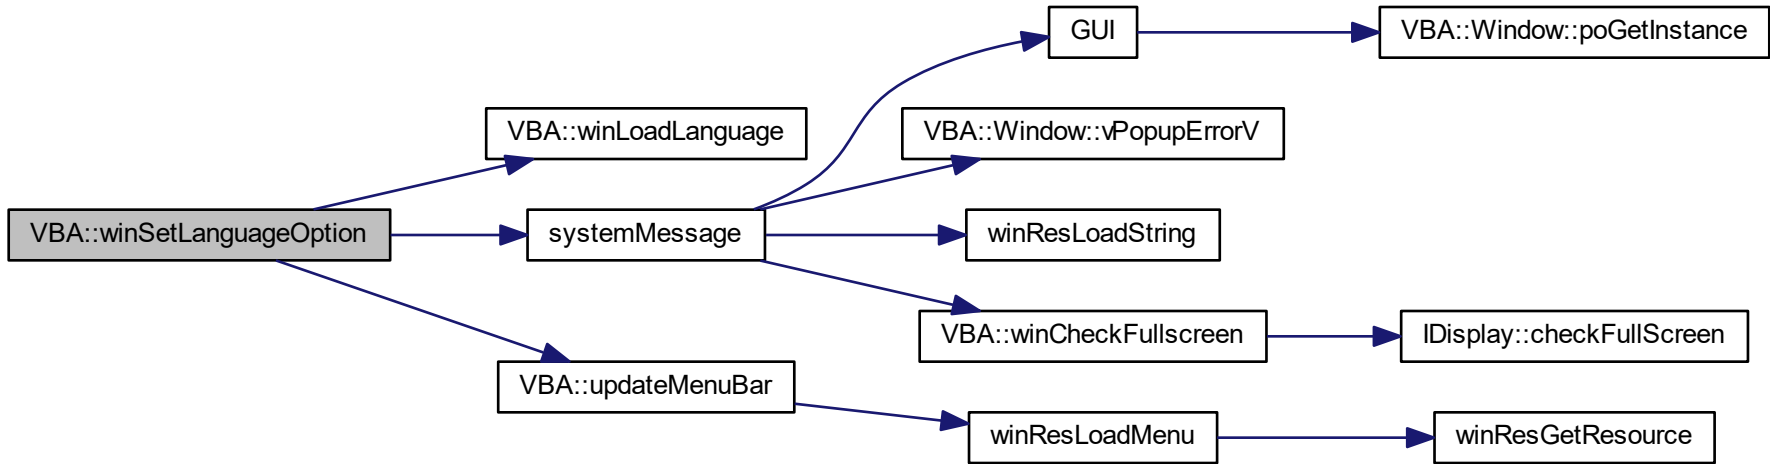 GUI
VBA::Window::poGetInstance
VBA::winLoadLanguage
VBA::Window::vPopupErrorV
VBA::winSetLanguageOption
systemMessage
winResLoadString
VBA::winCheckFullscreen
IDisplay::checkFullScreen
VBA::updateMenuBar
winResLoadMenu
winResGetResource